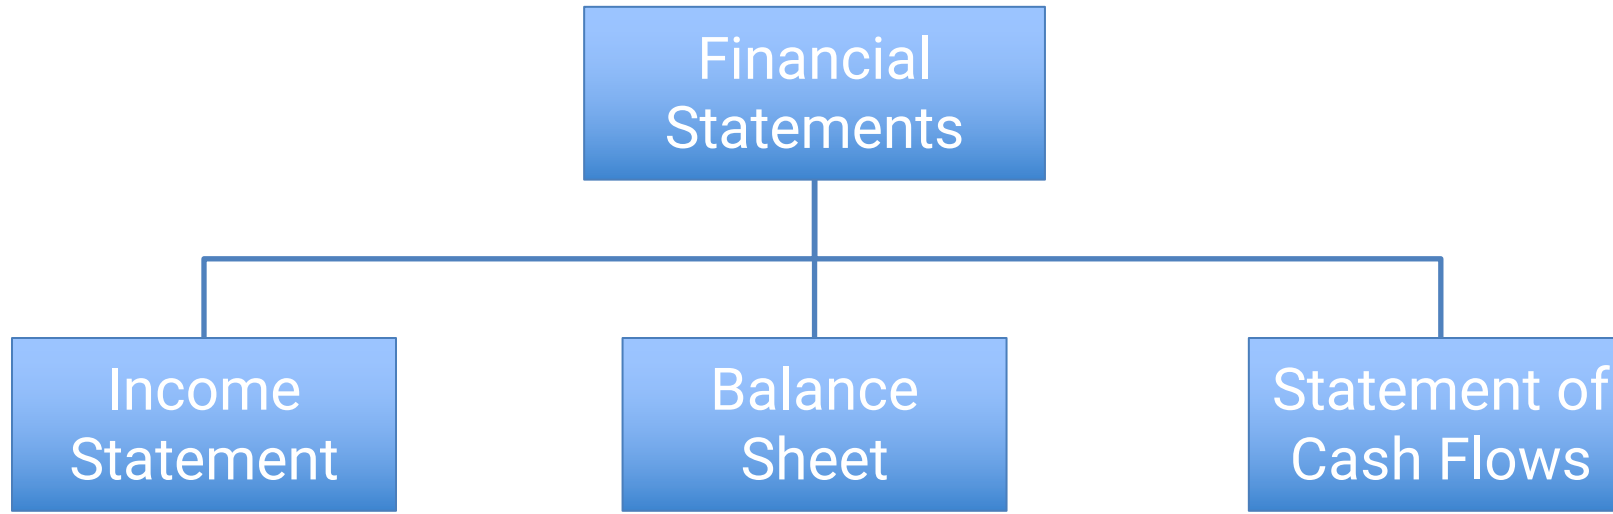 Financial
Statements
Income
Statement
Balance
Sheet
Statement of
Cash Flows